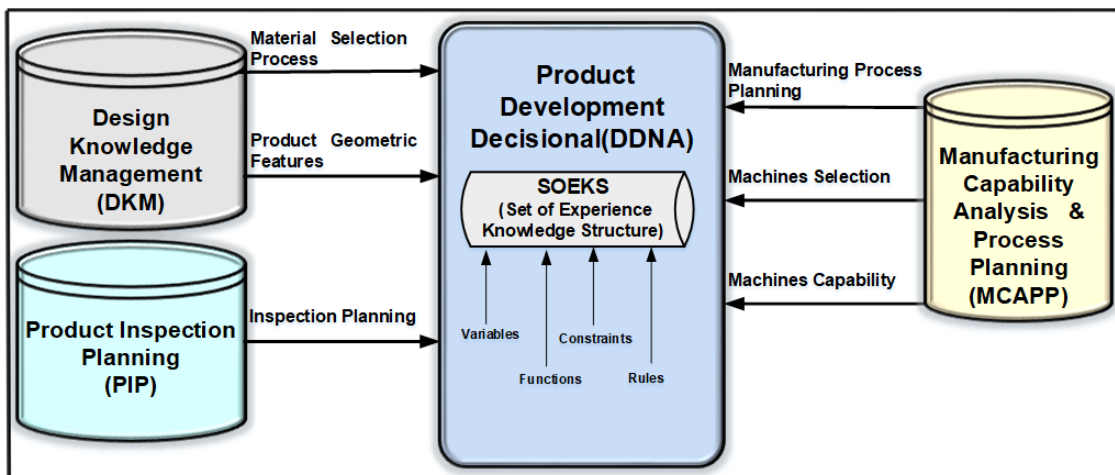 Material Selection
Process
Design
Knowledge
Management
(DKM)
Product Geometric
Features
Product Inspection
Planning
(PIP)
Inspection Planning
Product
Development
Decisional(DDNA)
SOEKS
( Set of Experience
Knowledge Structure)
Variables
Constraints
Functions
Rules
Manufacturing Process
Planning
Machines Selection
Machines Capability
Manufacturing
Capability
Analysis &
Process
Planning
(MCAPP)